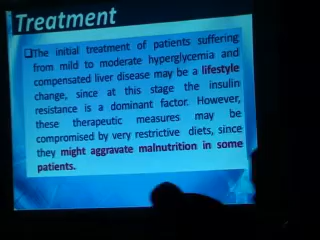 Treatment
❑The initial treatment of patients suffering
from mild to moderate hyperglycemia and
compensated liver disease may be a lifestyle
change, since at this stage the insulin
resistance is a dominant factor. However,
these therapeutic measures may be
compromised by very restrictive diets, since
they might aggravate malnutrition in some
patients.